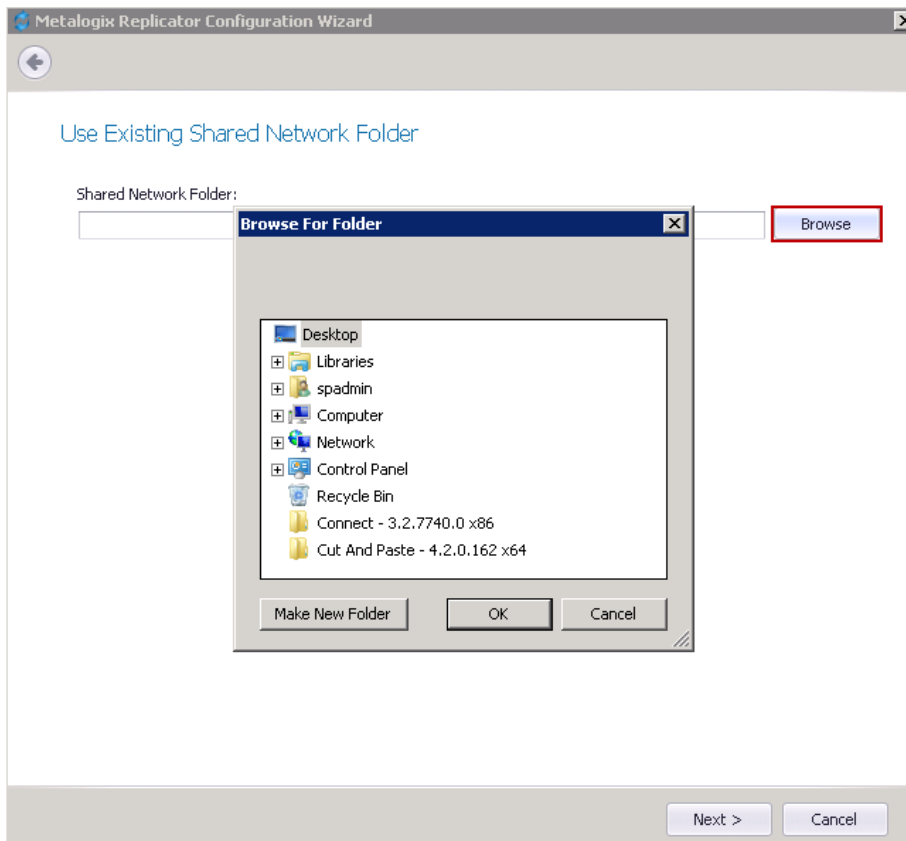 Metalogix Replicator Configuration Wizard
Use Existing Shared Network Folder
Shared Network Folder:
Browse
Browse For Folder
Desktop
Libraries
spadmin
Computer
Network
Control Panel
Recycle Bin
Connect - 3.2.7740.0 x86
Cut And Paste - 4.2.0.162 x64
Make New Folder OK Cancel
Next > Cancel